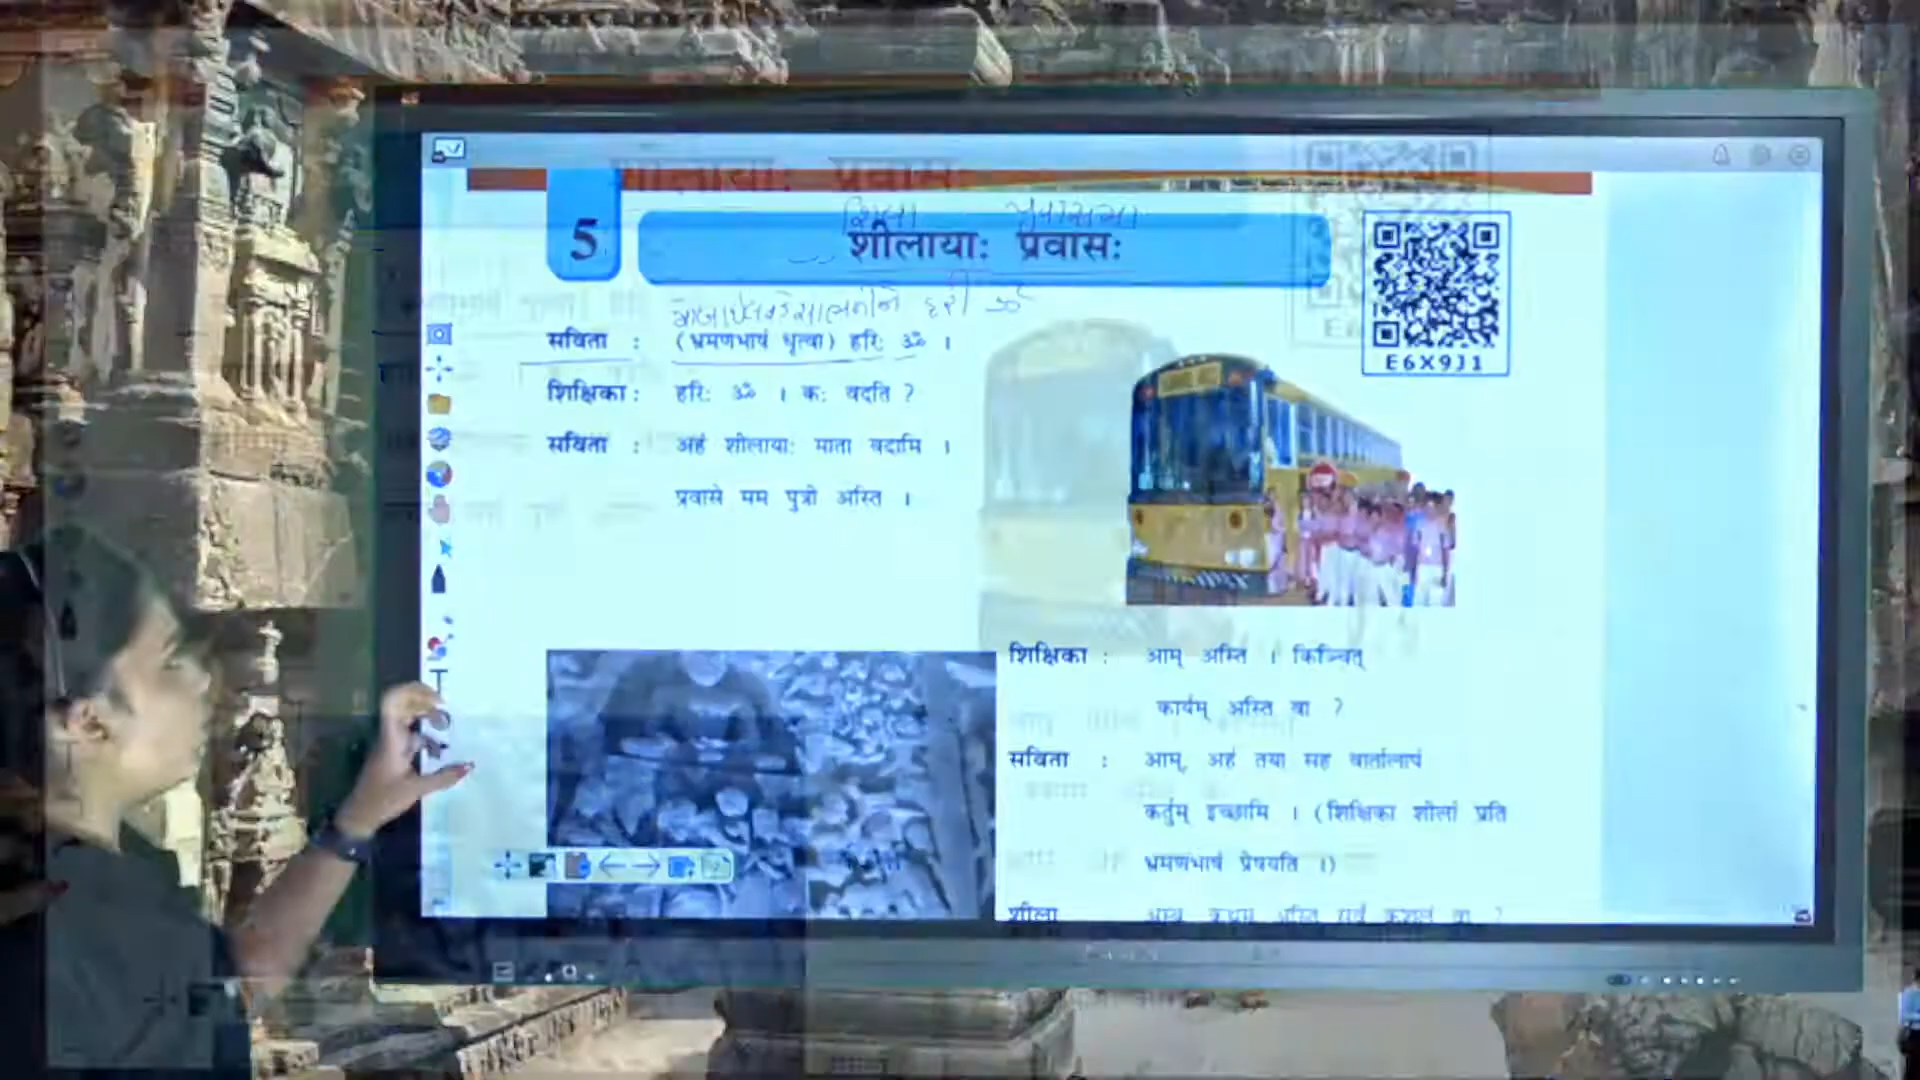 5
शीलायाः प्रवासः
E6X9J1
सविता : (भ्रमणभाषं धृत्वा) हरिः ॐ ।
शिक्षिका : हरिः ॐ । कः वदति ?
सविता : अहं शीलायाः माता वदामि ।
प्रवासे मम पुत्री अस्ति ।
शिक्षिका : आम् अस्ति । किञ्चित्
कार्यम् अस्ति वा ?
सविता : आम्, अहं तया सह वार्तालापं
कर्तुम् इच्छामि । (शिक्षिका शीलां प्रति
भ्रमणभाषं प्रेषयति ।)
शीला